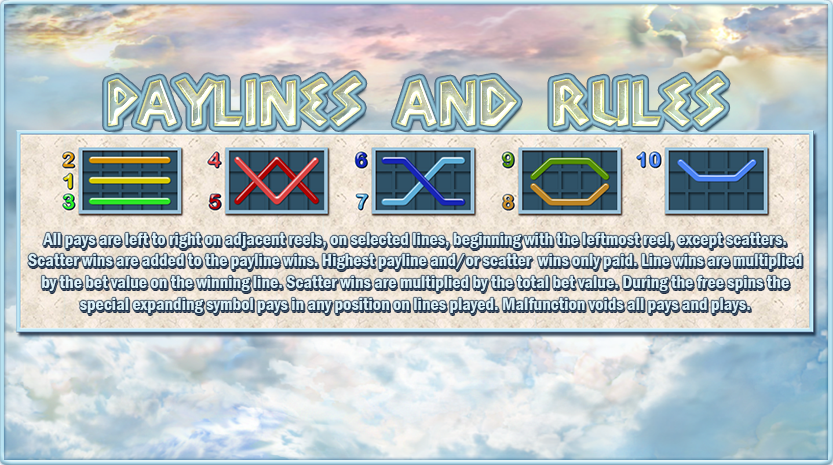 PAYLINES AND RULES
2 4 6 9 10
1
3 5 7 8
All pays are left to right on adjacent reels, on selected lines, beginning with the leftmost reel, except scatters.
Scatter wins are added to the payline wins. Highest payline and/or scatter wins only paid. Line wins are multiplied
by the bet value on the winning line. Scatter wins are multiplied by the total bet value. During the free spins the
special expanding symbol pays in any position on lines played. Malfunction voids all pays and plays.